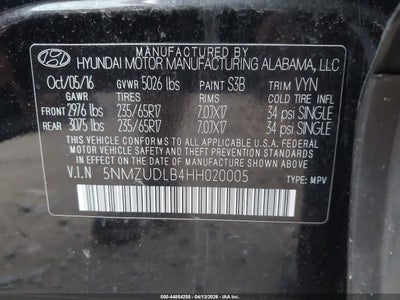 MANUFACTURED BY
HYUNDAI MOTOR MANUFACTURING ALABAMA, LLC
Oct/05/16 GVWR 5026 lbs PAINT S3B TRIM VYN
GAWR TIRES RIMS COLD TIRE INFL
FRONT 2976 lbs 235/65R17 7.0JX17 34 psi SINGLE
REAR 3075 lbs 235/65R17 7.0JX17 34 psi SINGLE
THIS VEHICLE CONFORMS TO ALL APPLICABLE FEDERAL
MOTOR VEHICLE SAFETY AND THEFT PREVENTION STANDARDS
IN EFFECT ON THE DATE OF MANUFACTURE SHOWN ABOVE.
V.I.N 5NMZUDLB4HH020005 TYPE: MPV
000-44854288 - 04/13/2026 - IAAI.com